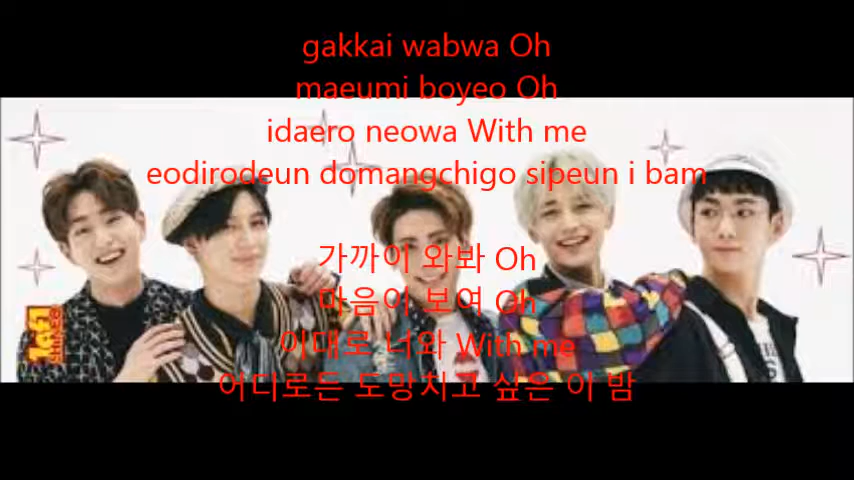 gakkai wabwa Oh
maeumi boyeo Oh
idaero neowa With me
eodirodeun domangchigo sipeun i bam
가까이 와봐 Oh
마음이 보여 Oh
이대로 너와 With me
어디로든 도망치고 싶은 이 밤
1of1
SHINee